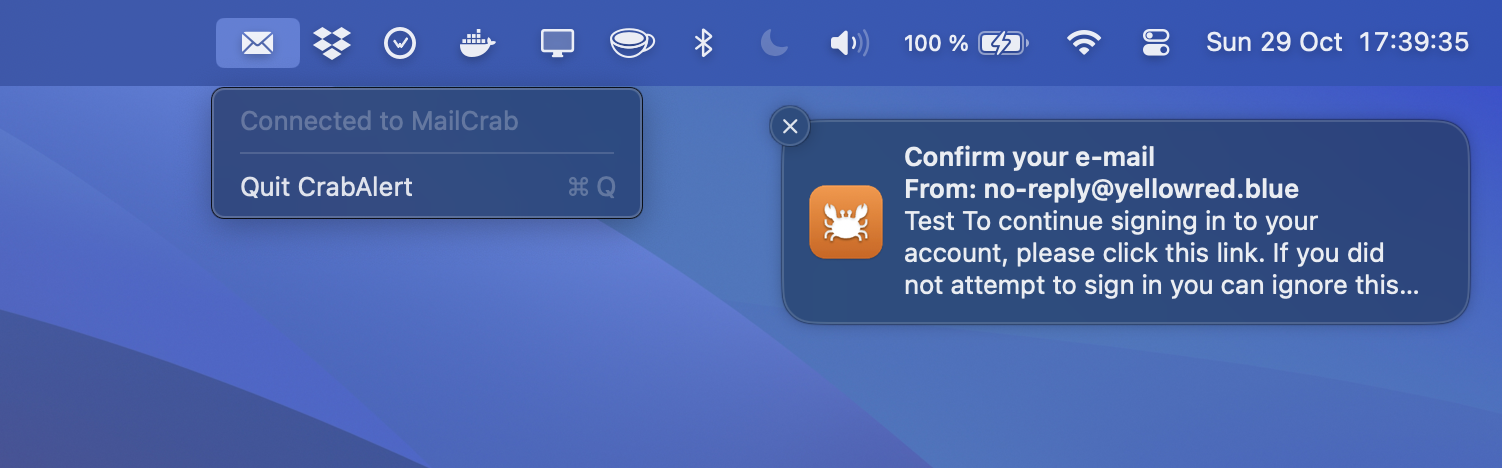 100 %
Sun 29 Oct 17:39:35
Connected to MailCrab
Quit CrabAlert ⌘ Q
Confirm your e-mail
From: no-reply@yellowred.blue
Test To continue signing in to your
account, please click this link. If you did
not attempt to sign in you can ignore this...